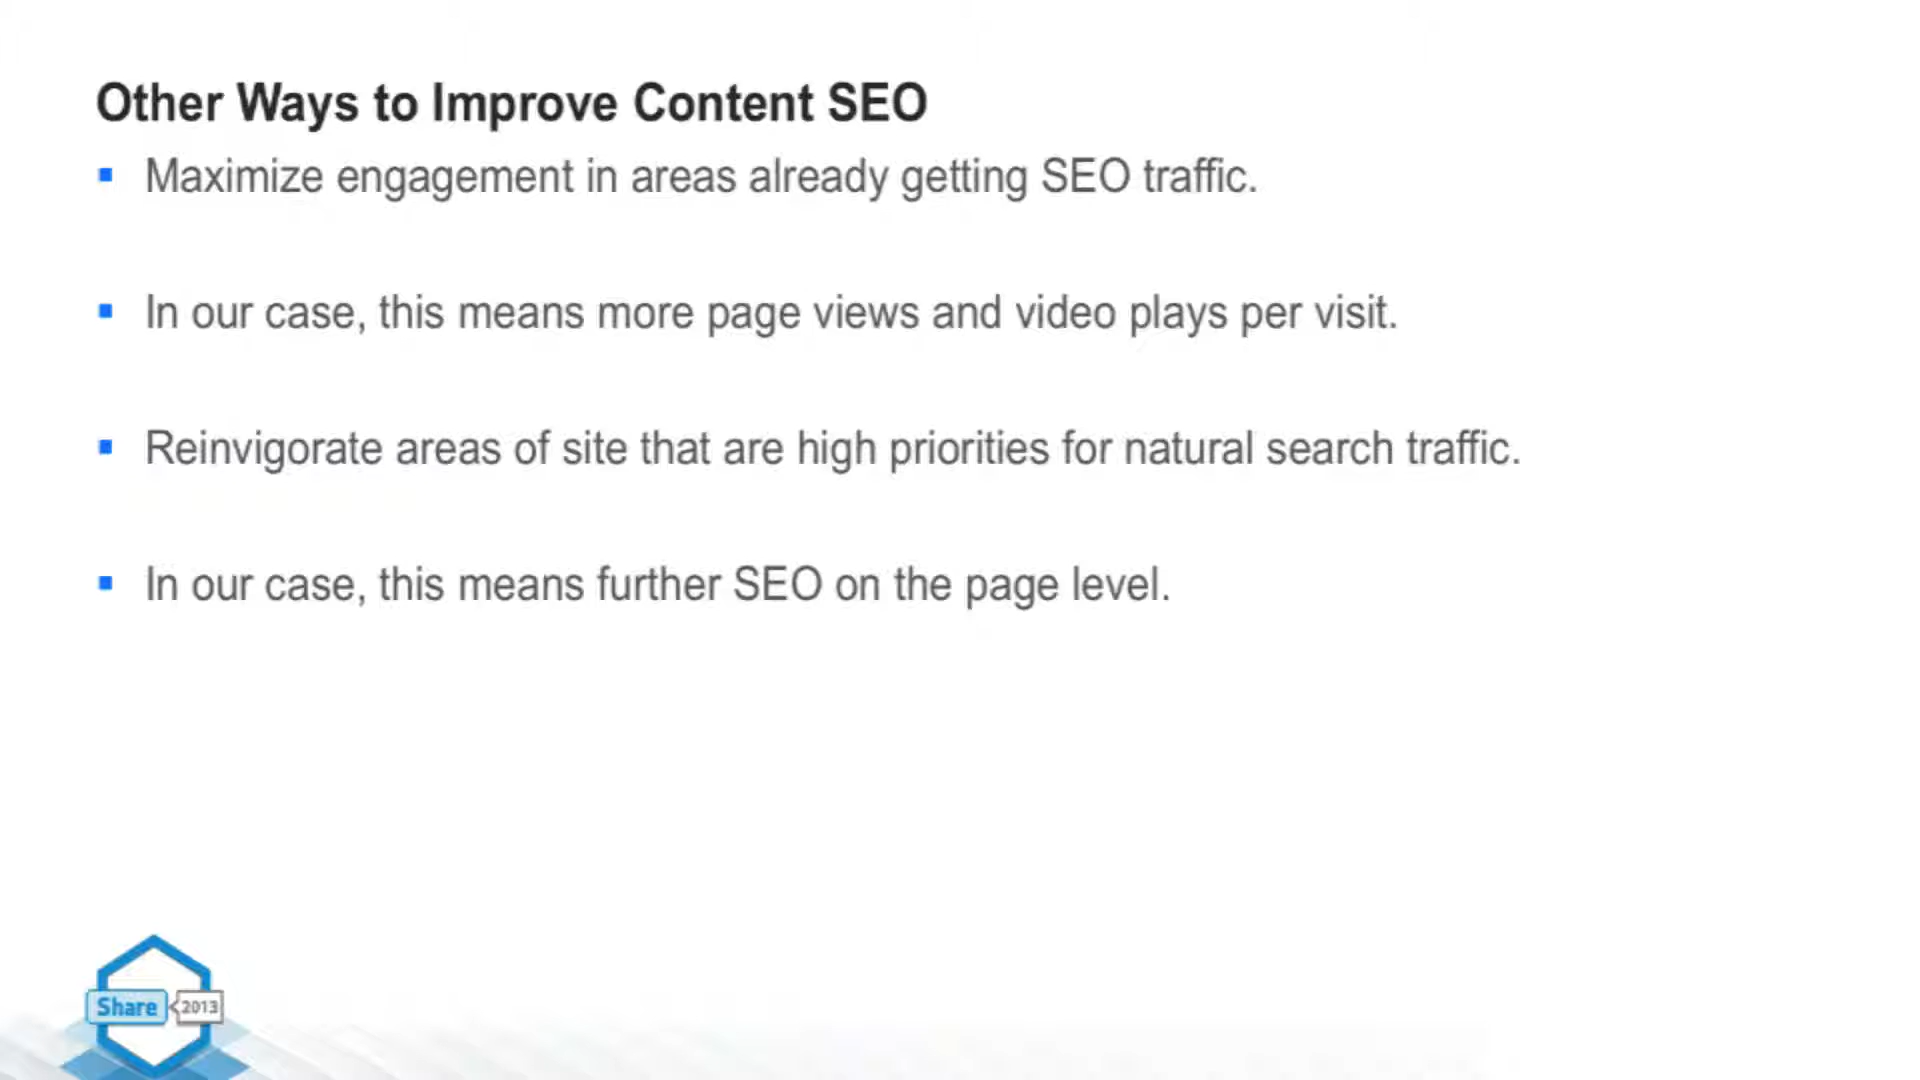 Other Ways to Improve Content SEO
Maximize engagement in areas already getting SEO traffic.
In our case, this means more page views and video plays per visit.
Reinvigorate areas of site that are high priorities for natural search traffic.
In our case, this means further SEO on the page level.
Share 2013